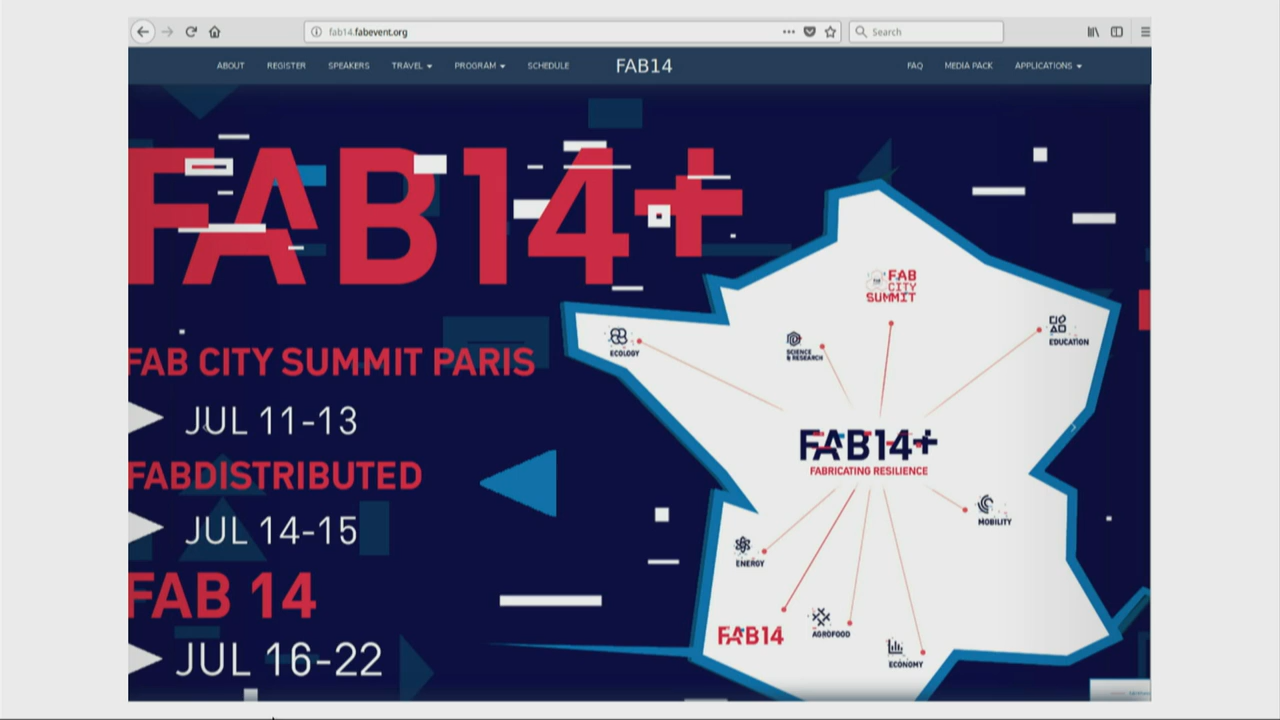 fab14.fabevent.org
Search
ABOUT REGISTER SPEAKERS TRAVEL PROGRAM SCHEDULE FAB14 FAQ MEDIA PACK APPLICATIONS
FAB14+
FAB CITY SUMMIT PARIS
JUL 11-13
FABDISTRIBUTED
JUL 14-15
FAB 14
JUL 16-22
FAB
CITY
SUMMIT
ECOLOGY
SCIENCE
& RESEARCH
EDUCATION
FAB14+
FABRICATING RESILIENCE
MOBILITY
ENERGY
FAB14
AGROFOOD
ECONOMY